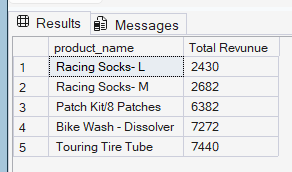 Results Messages
product_name Total Revunue
1 Racing Socks- L 2430
2 Racing Socks- M 2682
3 Patch Kit/8 Patches 6382
4 Bike Wash - Dissolver 7272
5 Touring Tire Tube 7440